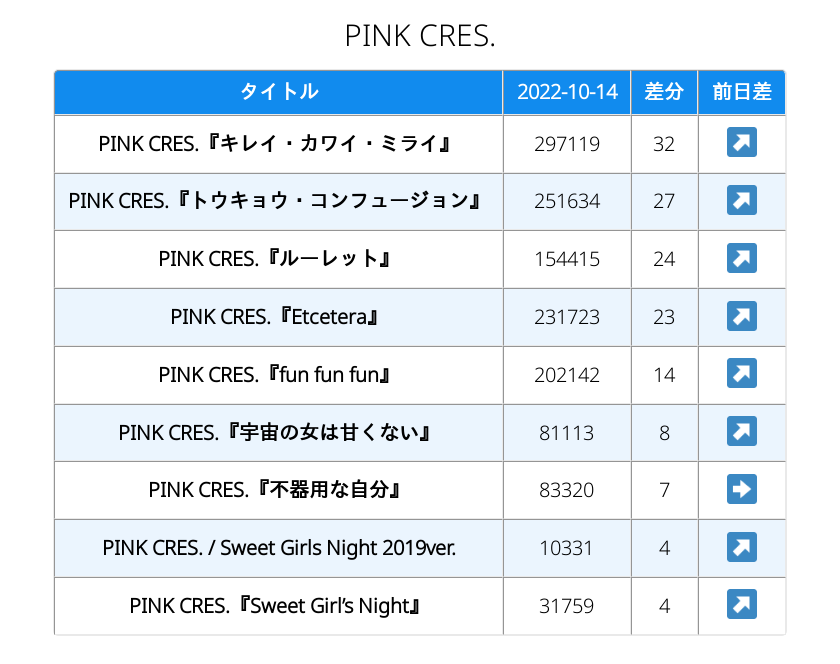 PINK CRES.
タイトル 2022-10-14 差分 前日差
PINK CRES.『キレイ・カワイ・ミライ』 297119 32 ↗
PINK CRES.『トウキョウ・コンフュージョン』 251634 27 ↗
PINK CRES.『ルーレット』 154415 24 ↗
PINK CRES.『Etcetera』 231723 23 ↗
PINK CRES.『fun fun fun』 202142 14 ↗
PINK CRES.『宇宙の女は甘くない』 81113 8 ↗
PINK CRES.『不器用な自分』 83320 7 ➡
PINK CRES. / Sweet Girls Night 2019ver. 10331 4 ↗
PINK CRES.『Sweet Girl’s Night』 31759 4 ↗